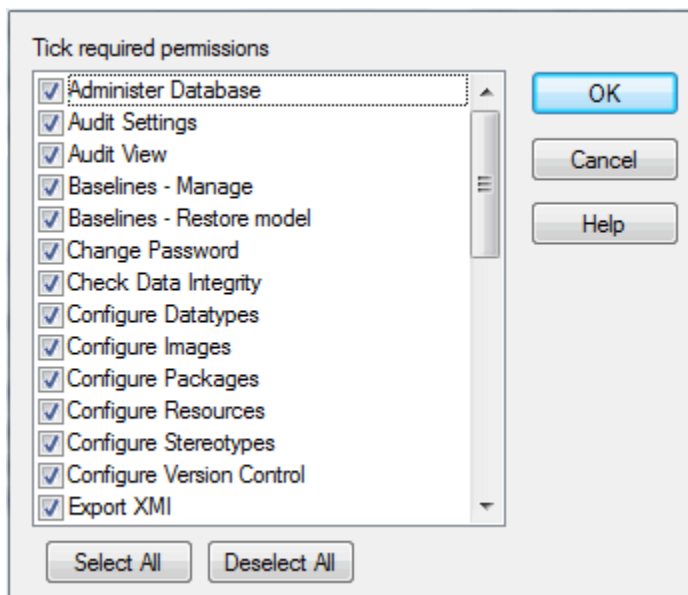 Tick required permissions
Administer Database
Audit Settings
Audit View
Baselines - Manage
Baselines - Restore model
Change Password
Check Data Integrity
Configure Datatypes
Configure Images
Configure Packages
Configure Resources
Configure Stereotypes
Configure Version Control
Export XMI
OK
Cancel
Help
Select All
Deselect All